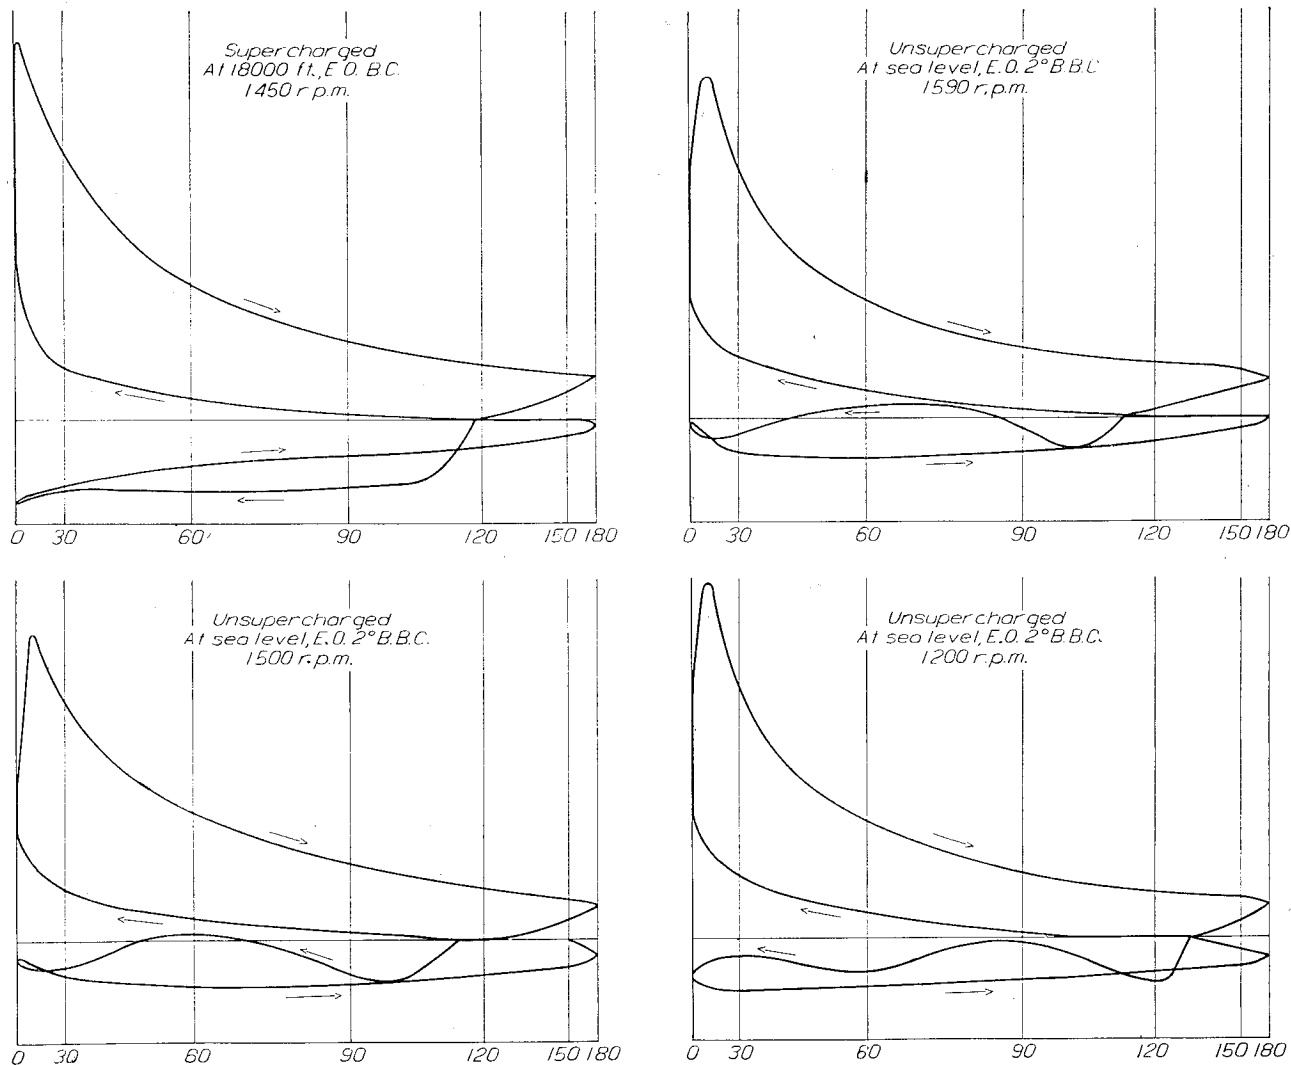 Supercharged
At 18000 ft., E.O. B.C.
1450 r.p.m.
0 30 60 90 120 150 180
Unsupercharged
At sea level, E.O. 2° B.B.C
1590 r.p.m.
0 30 60 90 120 150 180
Unsupercharged
At sea level, E.O. 2° B.B.C.
1500 r.p.m.
0 30 60 90 120 150 180
Unsupercharged
At sea level, E.O. 2° B.B.C.
1200 r.p.m.
0 30 60 90 120 150 180